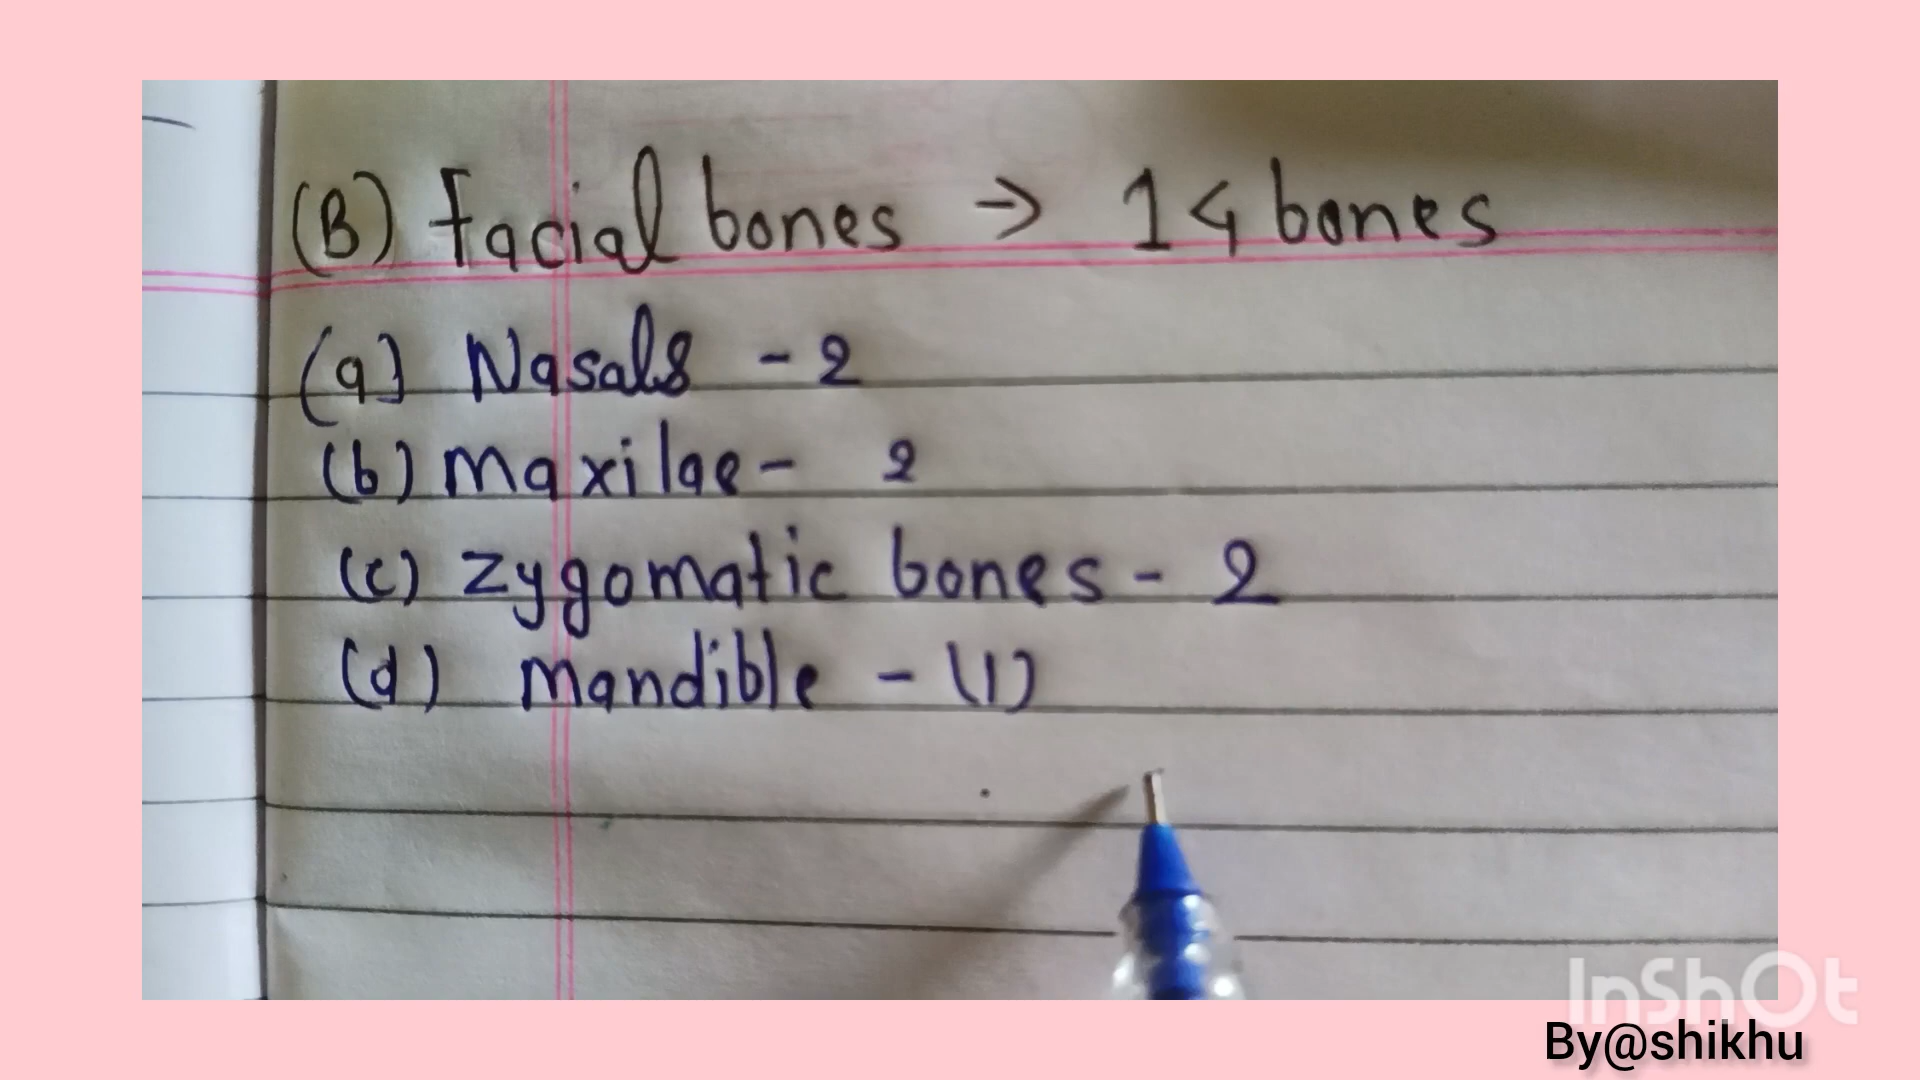 (B) Facial bones → 14 bones
(a) Nasals - 2
(b) Maxilae - 2
(c) Zygomatic bones - 2
(d) Mandible - (1)
InShOt
By@shikhu